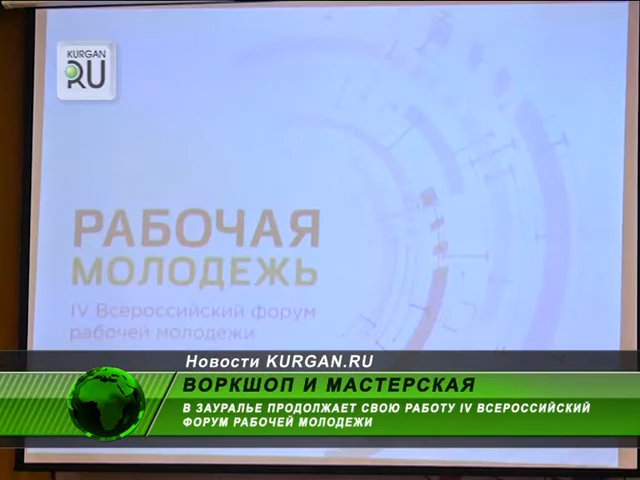 KURGAN
RU
РАБОЧАЯ
МОЛОДЕЖЬ
IV Всероссийский форум
рабочей молодежи
Новости KURGAN.RU
ВОРКШОП И МАСТЕРСКАЯ
В ЗАУРАЛЬЕ ПРОДОЛЖАЕТ СВОЮ РАБОТУ IV ВСЕРОССИЙСКИЙ
ФОРУМ РАБОЧЕЙ МОЛОДЕЖИ